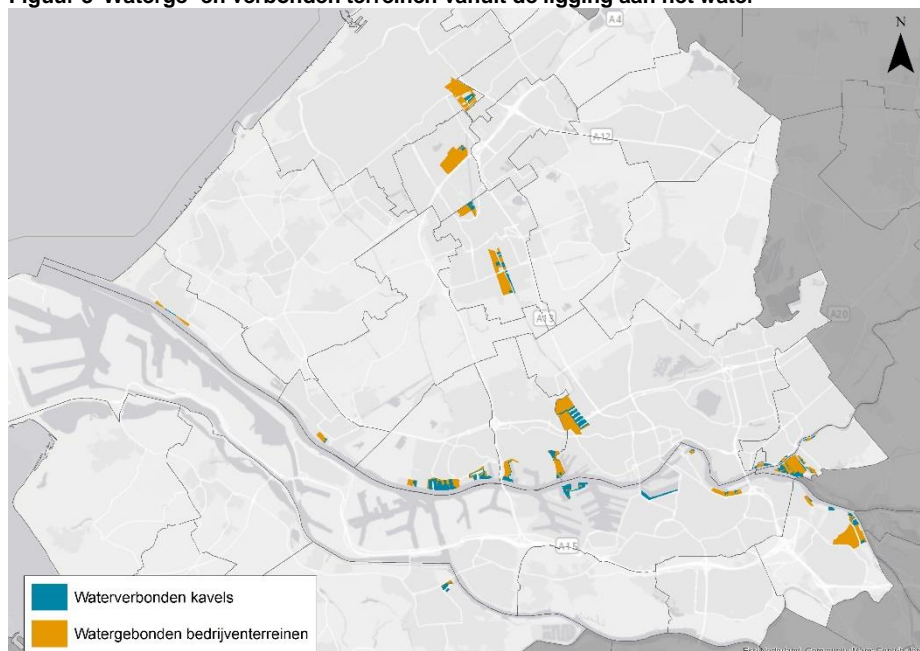 Figuur 3 Waterge- en verbonden terreinen vanuit de ligging aan het water
A4
N
A12
A13
A20
A15
Waterverbonden kavels
Watergebonden bedrijventerreinen